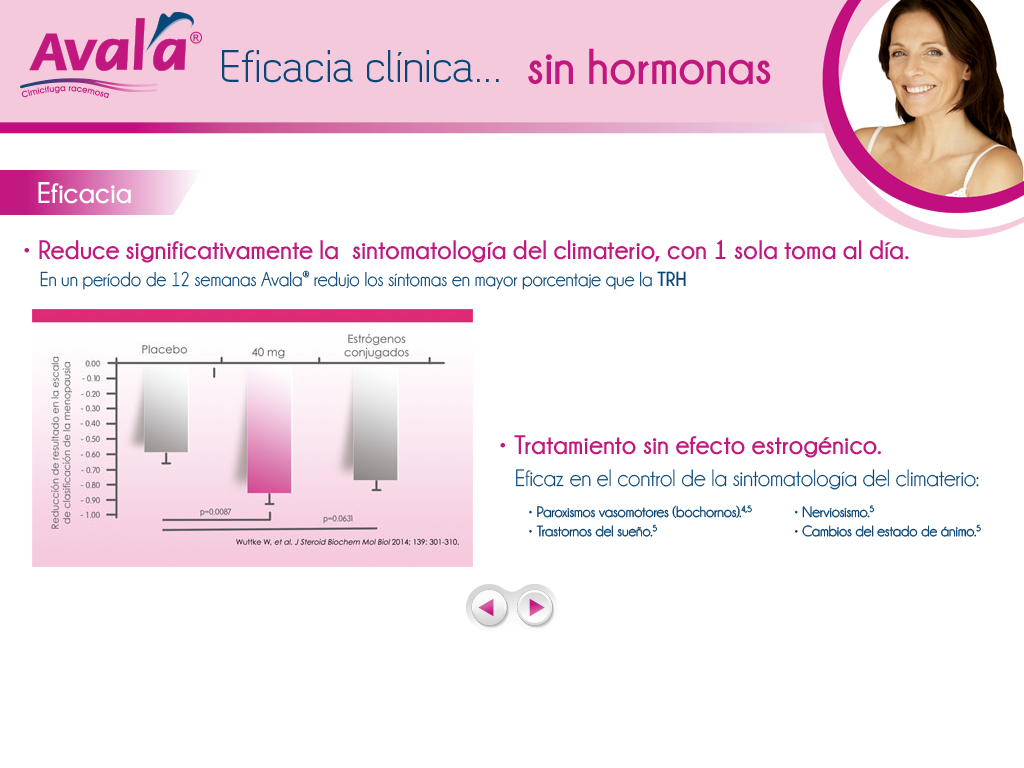 Avala®
Cimicifuga racemosa
Eficacia clínica... sin hormonas
Eficacia
• Reduce significativamente la sintomatología del climaterio, con 1 sola toma al día.
En un período de 12 semanas Avala® redujo los síntomas en mayor porcentaje que la TRH
Placebo
40 mg
Estrógenos
conjugados
Reducción de resultado en la escala
de clasificación de la menopausia
0.00
- 0.10
- 0.20
- 0.30
- 0.40
- 0.50
- 0.60
- 0.70
- 0.80
- 0.90
- 1.00
p=0.0087
p=0.0631
Wuttke W, et al. J Steroid Biochem Mol Biol 2014; 139: 301-310.
• Tratamiento sin efecto estrogénico.
Eficaz en el control de la sintomatología del climaterio:
• Paroxismos vasomotores (bochornos).4,5
• Trastornos del sueño.5
• Nerviosismo.5
• Cambios del estado de ánimo.5